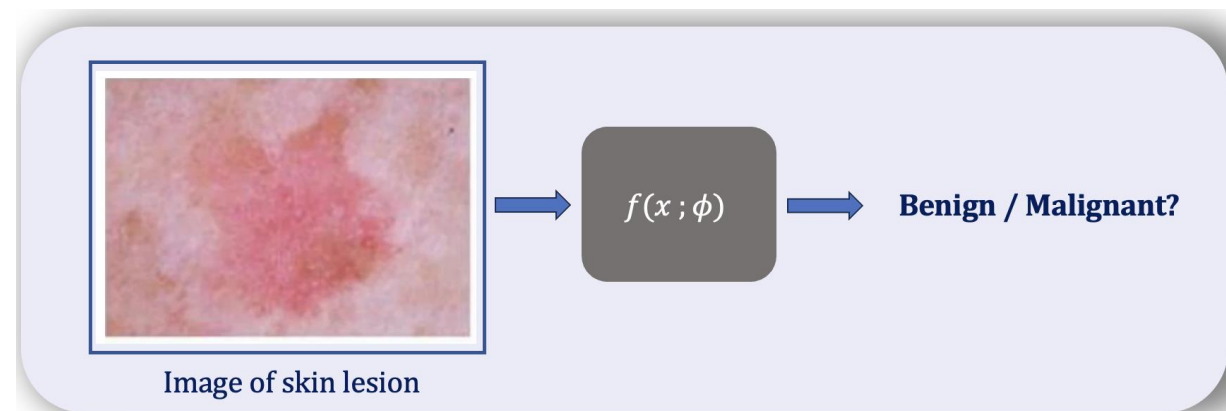 f(x ; ϕ)
Benign / Malignant?
Image of skin lesion